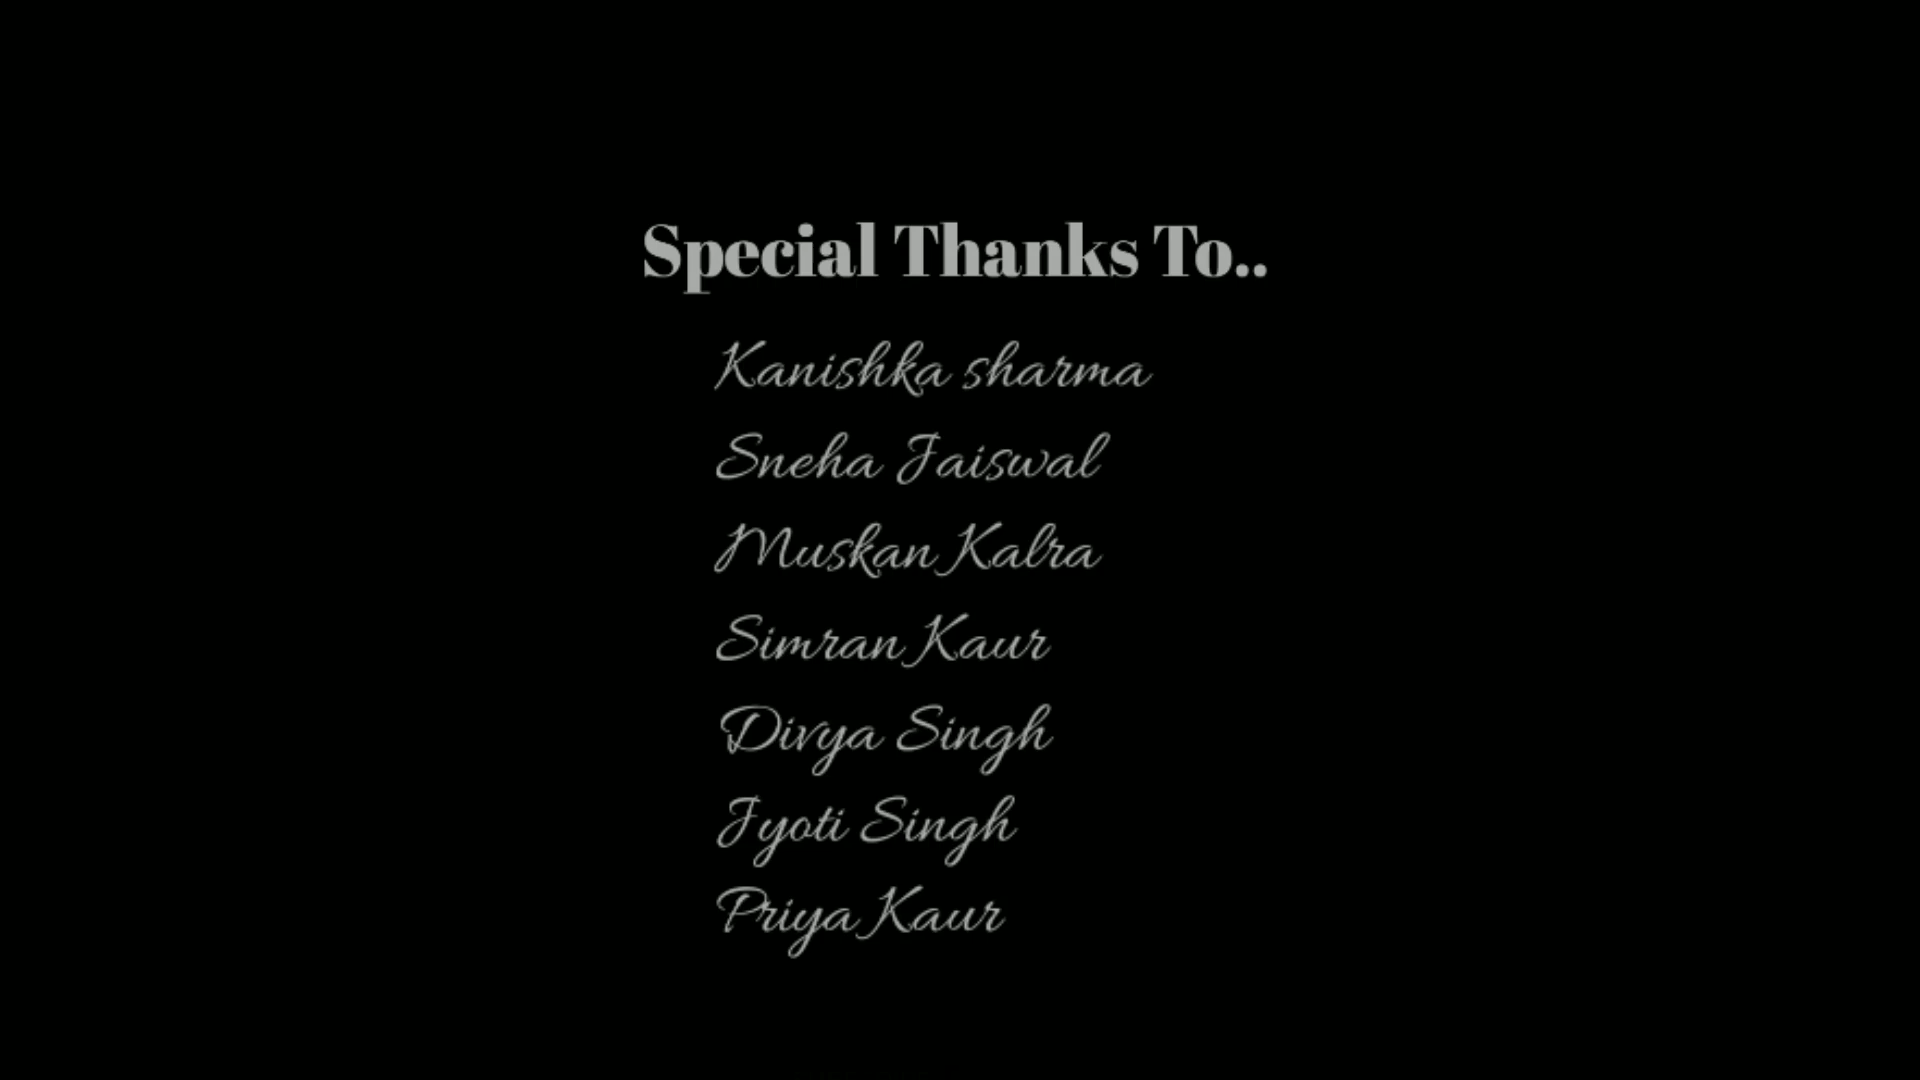 Special Thanks To..
Kanishka sharma
Sneha Jaiswal
Muskan Kalra
Simran Kaur
Divya Singh
Jyoti Singh
Priya Kaur